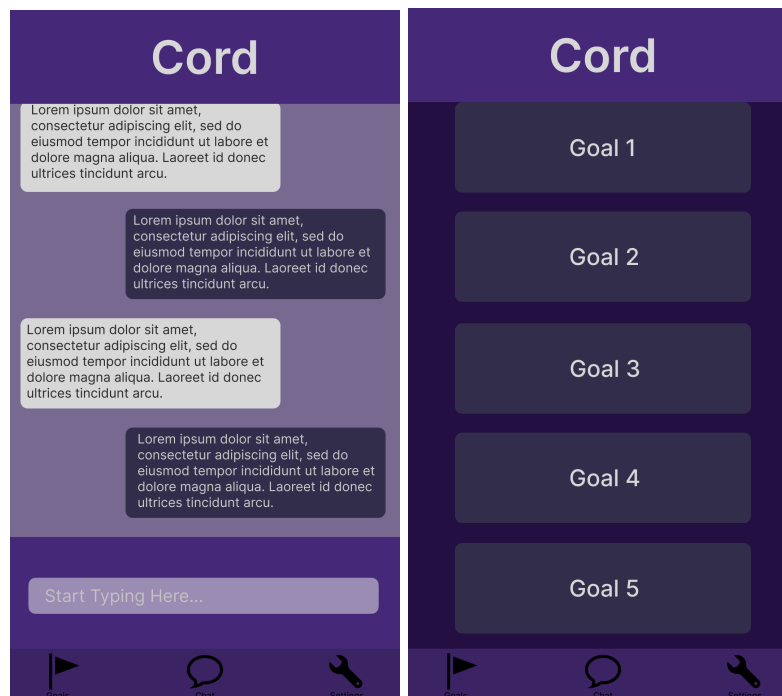 Cord
Lorem ipsum dolor sit amet,
consectetur adipiscing elit, sed do
eiusmod tempor incididunt ut labore et
dolore magna aliqua. Laoreet id donec
ultrices tincidunt arcu.
Lorem ipsum dolor sit amet,
consectetur adipiscing elit, sed do
eiusmod tempor incididunt ut labore et
dolore magna aliqua. Laoreet id donec
ultrices tincidunt arcu.
Lorem ipsum dolor sit amet,
consectetur adipiscing elit, sed do
eiusmod tempor incididunt ut labore et
dolore magna aliqua. Laoreet id donec
ultrices tincidunt arcu.
Lorem ipsum dolor sit amet,
consectetur adipiscing elit, sed do
eiusmod tempor incididunt ut labore et
dolore magna aliqua. Laoreet id donec
ultrices tincidunt arcu.
Start Typing Here...
Goals
Chat
Settings
Cord
Goal 1
Goal 2
Goal 3
Goal 4
Goal 5
Goals
Chat
Settings